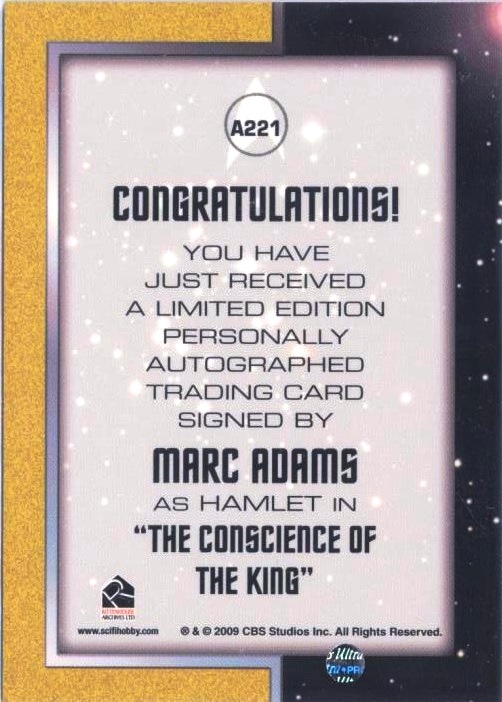 A221
CONGRATULATIONS!
YOU HAVE
JUST RECEIVED
A LIMITED EDITION
PERSONALLY
AUTOGRAPHED
TRADING CARD
SIGNED BY
MARC ADAMS
AS HAMLET IN
"THE CONSCIENCE OF
THE KING"
RITTENHOUSE
ARCHIVES LTD
www.scifihobby.com ® & © 2009 CBS Studios Inc. All Rights Reserved.
Ultra